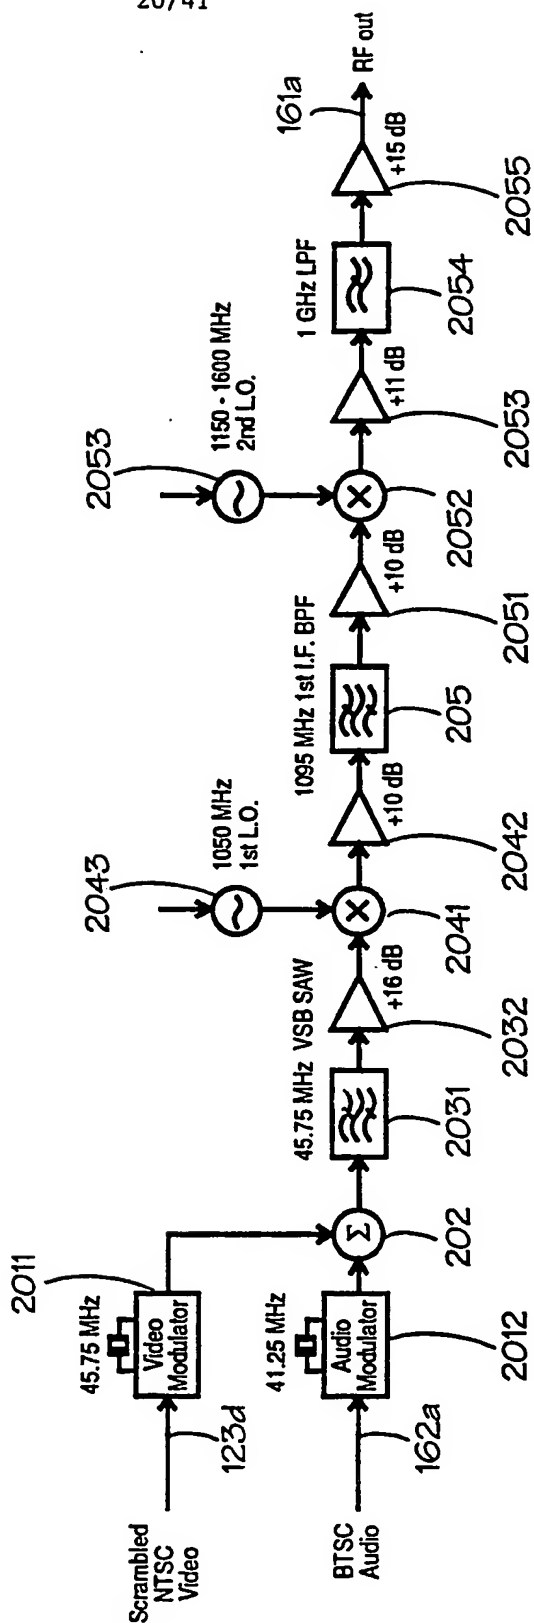 20/41
Scrambled
NTSC
Video
123d
45.75 MHz
Video
Modulator
2011
BTSC
Audio
162a
41.25 MHz
Audio
Modulator
2012
Σ
202
45.75 MHz VSB SAW
2031
+16 dB
2032
2043
1050 MHz
1st L.O.
X
2041
+10 dB
2042
1095 MHz 1st I.F. BPF
205
+10 dB
2051
2053
1150 - 1600 MHz
2nd L.O.
X
2052
+11 dB
2053
1 GHz LPF
2054
+15 dB
2055
161a
RF out